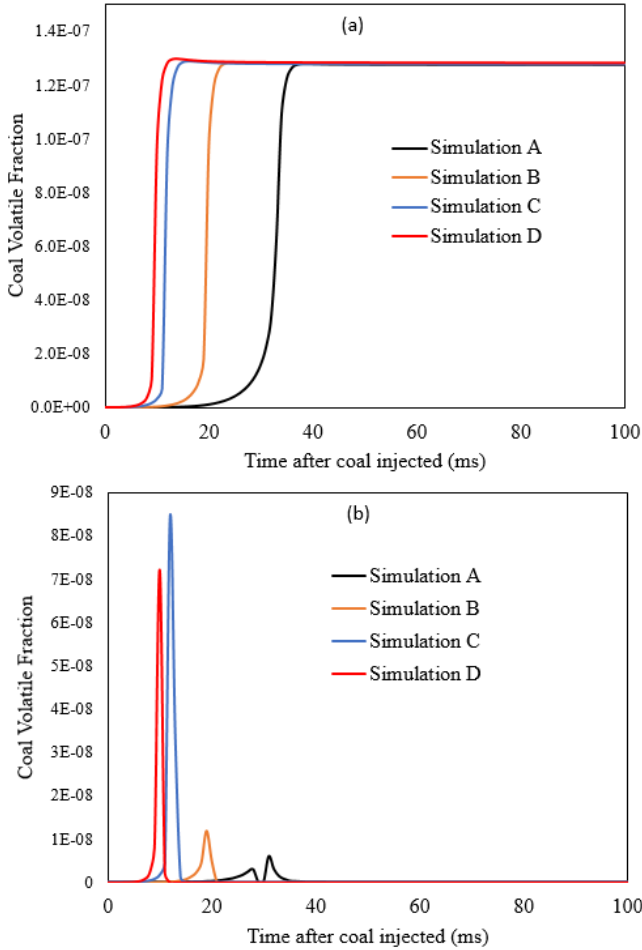 (a)
1.4E-07
1.2E-07
1.0E-07
8.0E-08
6.0E-08
4.0E-08
2.0E-08
0.0E+00
Coal Volatile Fraction
Simulation A
Simulation B
Simulation C
Simulation D
0 20 40 60 80 100
Time after coal injected (ms)
(b)
9E-08
8E-08
7E-08
6E-08
5E-08
4E-08
3E-08
2E-08
1E-08
0
Coal Volatile Fraction
Simulation A
Simulation B
Simulation C
Simulation D
0 20 40 60 80 100
Time after coal injected (ms)